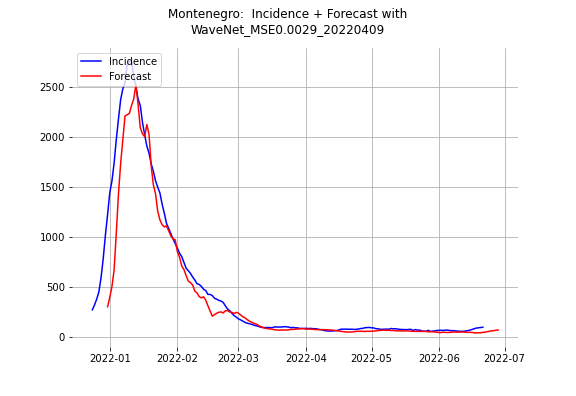 Montenegro:  Incidence + Forecast with
WaveNet_MSE0.0029_20220409
Incidence
Forecast
2500
2000
1500
1000
500
0
2022-01 2022-02 2022-03 2022-04 2022-05 2022-06 2022-07